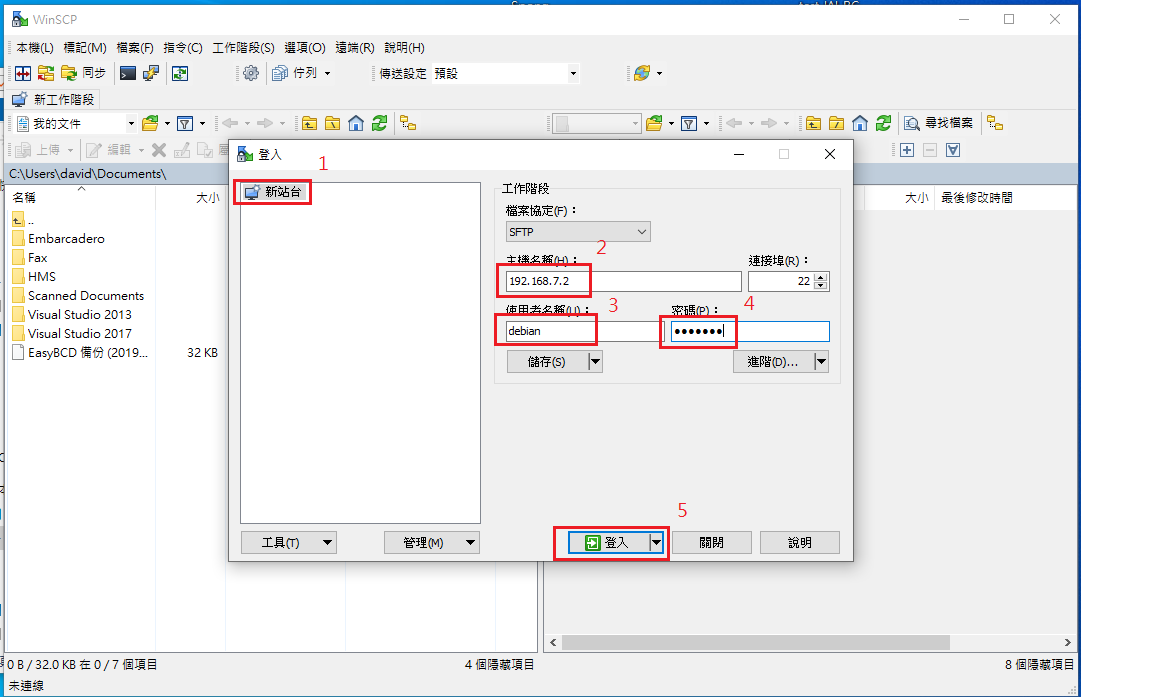 WinSCP
本機(L) 標記(M) 檔案(F) 指令(C) 工作階段(S) 選項(O) 遠端(R) 說明(H)
同步 佇列 傳送設定 預設
新工作階段
我的文件 尋找檔案
上傳 編輯
C:\Users\david\Documents\
名稱 大小
..
Embarcadero
Fax
HMS
Scanned Documents
Visual Studio 2013
Visual Studio 2017
EasyBCD 備份 (2019... 32 KB
大小 最後修改時間
登入
1
新站台
工作階段
檔案協定(F)：
SFTP
2
主機名稱(H)： 連接埠(R)：
192.168.7.2 22
3 4
使用者名稱(U)： 密碼(P)：
debian ●●●●●●●
儲存(S) 進階(D)...
5
工具(T) 管理(M) 登入 關閉 說明
0 B / 32.0 KB 在 0 / 7 個項目 4 個隱藏項目 8 個隱藏項目
未連線